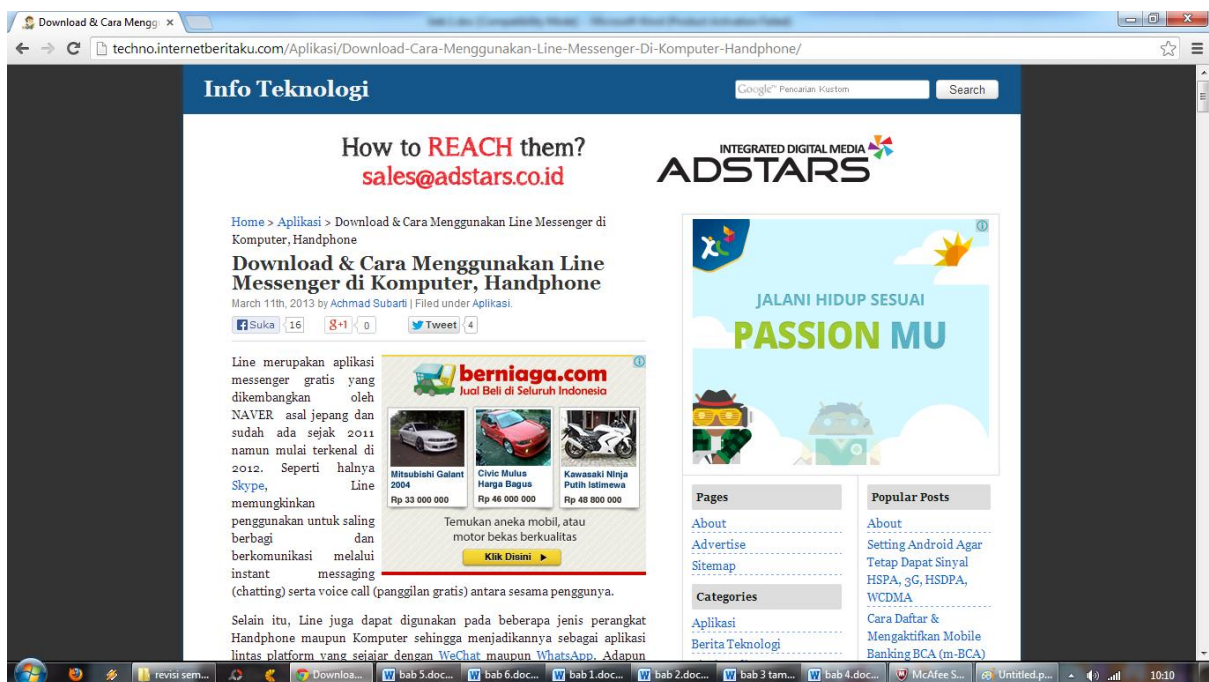 Download & Cara Mengg
techno.internetberitaku.com/Aplikasi/Download-Cara-Menggunakan-Line-Messenger-Di-Komputer-Handphone/
Info Teknologi
Google™ Pencarian Kustom
Search
How to REACH them?
sales@adstars.co.id
INTEGRATED DIGITAL MEDIA
ADSTARS
Home > Aplikasi > Download & Cara Menggunakan Line Messenger di
Komputer, Handphone
Download & Cara Menggunakan Line
Messenger di Komputer, Handphone
March 11th, 2013 by Achmad Subarti | Filed under Aplikasi.
Suka 16
g+1 0
Tweet 4
Line merupakan aplikasi
messenger gratis yang
dikembangkan oleh
NAVER asal jepang dan
sudah ada sejak 2011
namun mulai terkenal di
2012. Seperti halnya
Skype, Line
memungkinkan
penggunakan untuk saling
berbagi dan
berkomunikasi melalui
instant messaging
(chatting) serta voice call (panggilan gratis) antara sesama penggunya.
Selain itu, Line juga dapat digunakan pada beberapa jenis perangkat
Handphone maupun Komputer sehingga menjadikannya sebagai aplikasi
lintas platform yang sejajar dengan WeChat maupun WhatsApp. Adapun
berniaga.com
Jual Beli di Seluruh Indonesia
Mitsubishi Galant
2004
Rp 33 000 000
Civic Mulus
Harga Bagus
Rp 46 000 000
Kawasaki Ninja
Putih Istimewa
Rp 48 800 000
Temukan aneka mobil, atau
motor bekas berkualitas
Klik Disini
XL
JALANI HIDUP SESUAI
PASSION MU
Pages
About
Advertise
Sitemap
Categories
Aplikasi
Berita Teknologi
Popular Posts
About
Setting Android Agar
Tetap Dapat Sinyal
HSPA, 3G, HSDPA,
WCDMA
Cara Daftar &
Mengaktifkan Mobile
Banking BCA (m-BCA)
revisi sem...
Downloa...
bab 5.doc...
bab 6.doc...
bab 1.doc...
bab 2.doc...
bab 3 tam...
bab 4.doc...
McAfee S...
Untitled.p...
10:10